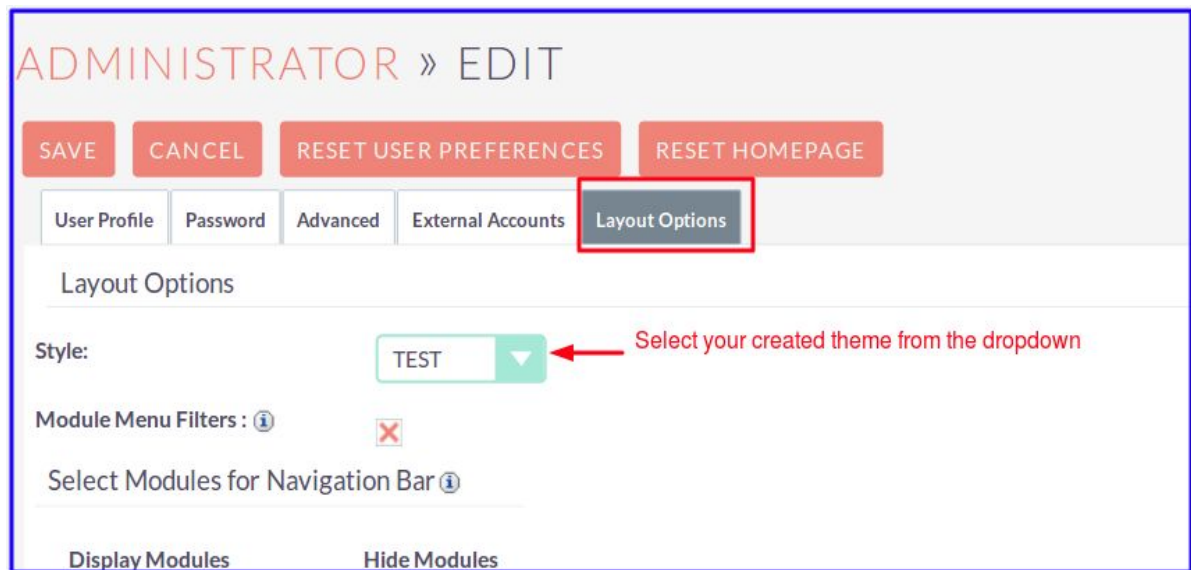 ADMINISTRATOR » EDIT
SAVE CANCEL RESET USER PREFERENCES RESET HOMEPAGE
User Profile Password Advanced External Accounts Layout Options
Layout Options
Style: TEST Select your created theme from the dropdown
Module Menu Filters :
Select Modules for Navigation Bar
Display Modules Hide Modules